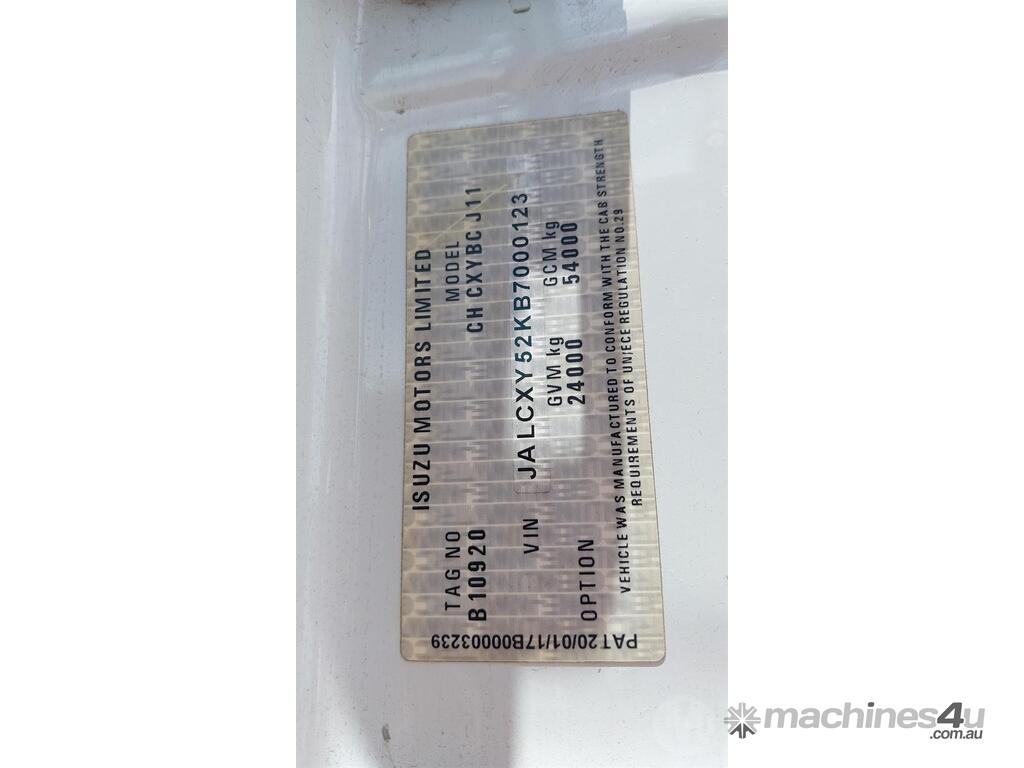 ISUZU MOTORS LIMITED
TAG NO MODEL
B10920 CH CXYBC J11
VIN JALCXY52KB7000123
GVM kg GCM kg
OPTION 24000 54000
VEHICLE WAS MANUFACTURED TO CONFORM WITH THE CAB STRENGTH
REQUIREMENTS OF UN/ECE REGULATION NO.29
PAT20/01/17B00003239
machines4u
.com.au